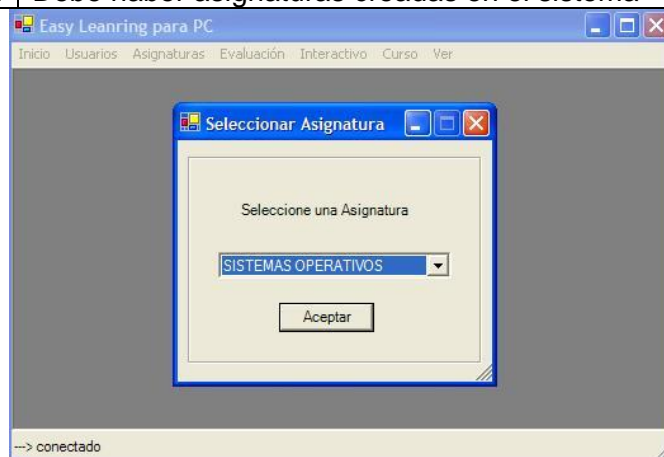 Debe haber asignaturas creadas en el sistema
Easy Leanring para PC
Inicio Usuarios Asignaturas Evaluación Interactivo Curso Ver
Seleccionar Asignatura
Seleccione una Asignatura
SISTEMAS OPERATIVOS
Aceptar
---> conectado